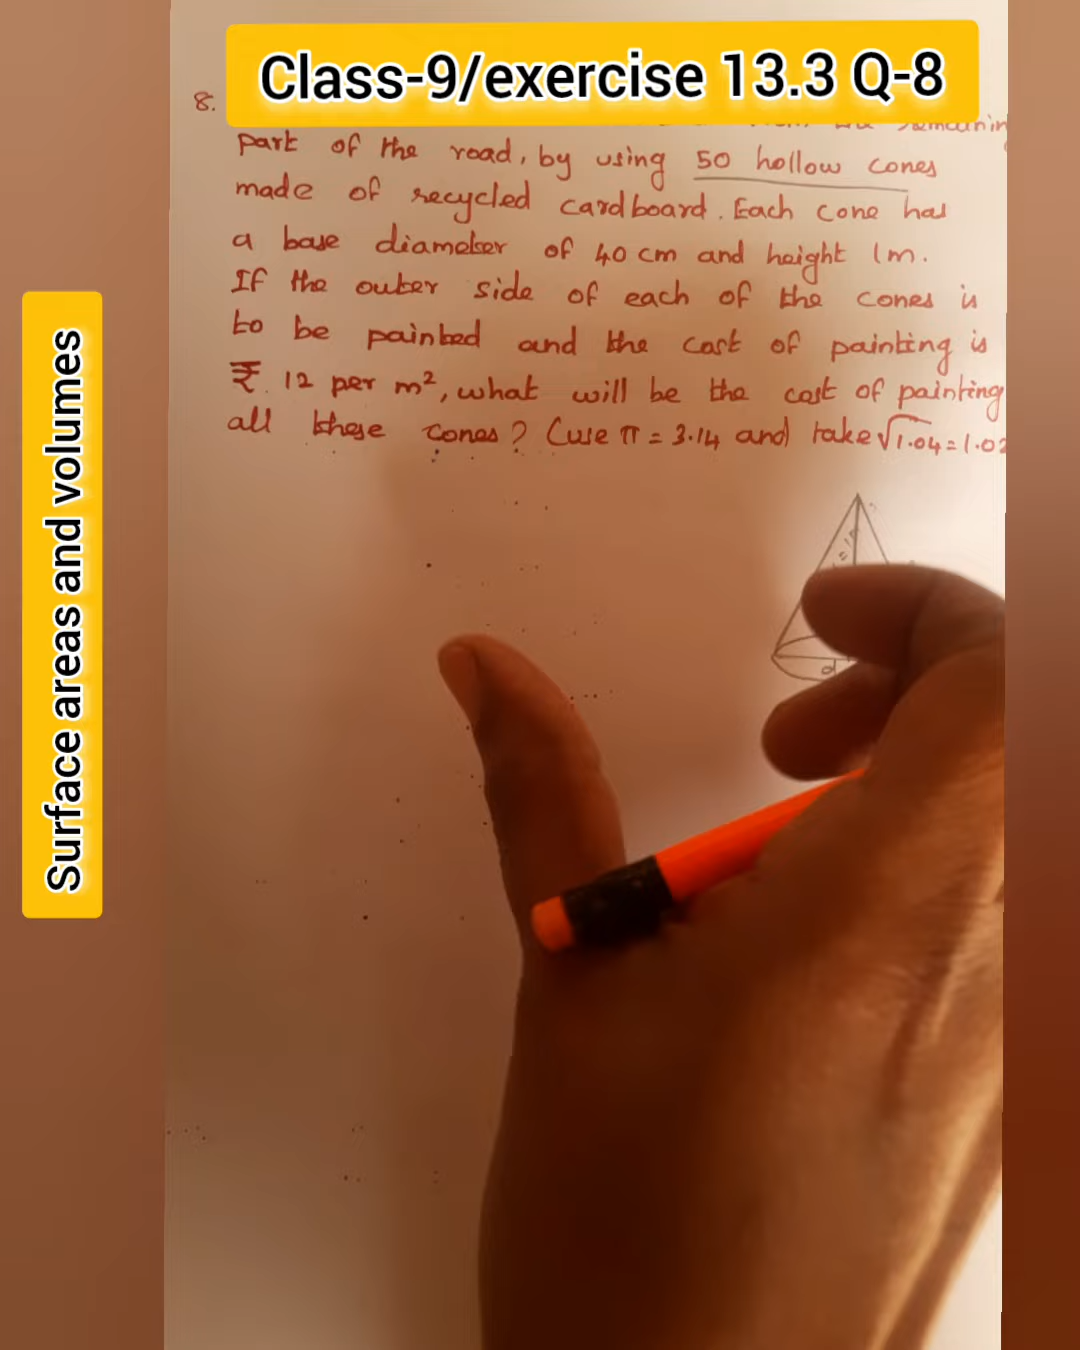 Class-9/exercise 13.3 Q-8
8.
remaining
part of the road, by using 50 hollow cones
made of recycled cardboard. Each cone has
a base diameter of 40 cm and height 1m.
If the outer side of each of the cones is
to be painted and the cost of painting is
₹. 12 per m², what will be the cost of painting
all these cones? (use π = 3.14 and take √1.04 = 1.02
d
Surface areas and volumes